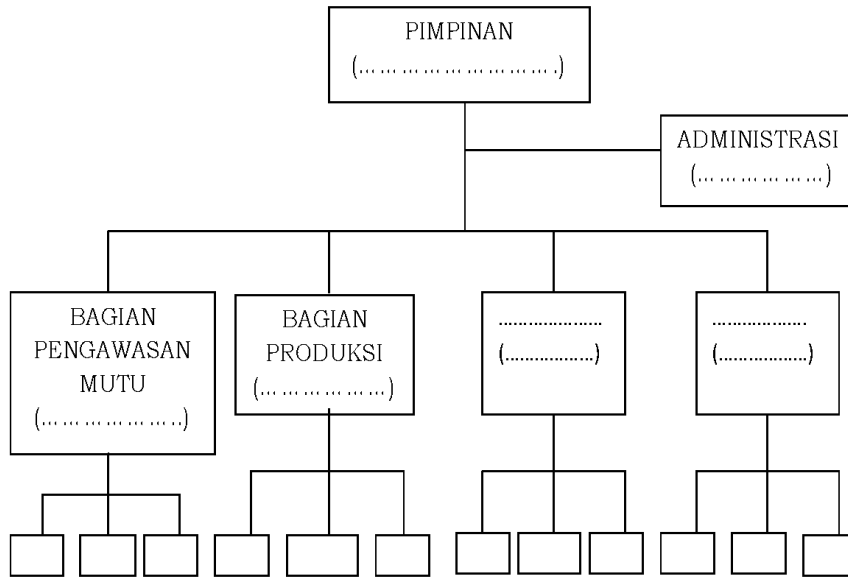 PIMPINAN
(... ... ... ... ... ... ... ... ... .)
ADMINISTRASI
(... ... ... ... ... ...)
BAGIAN
PENGAWASAN
MUTU
(... ... ... ... ... ... ..)
BAGIAN
PRODUKSI
(... ... ... ... ... ...)
......................
(..................)
....................
(..................)